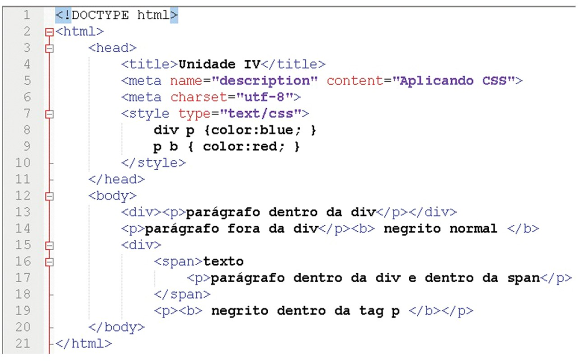 1 <!DOCTYPE html>
2 <html>
3 <head>
4 <title>Unidade IV</title>
5 <meta name="description" content="Aplicando CSS">
6 <meta charset="utf-8">
7 <style type="text/css">
8 div p {color:blue; }
9 p b { color:red; }
10 </style>
11 </head>
12 <body>
13 <div><p>parágrafo dentro da div</p></div>
14 <p>parágrafo fora da div</p><b> negrito normal </b>
15 <div>
16 <span>texto
17 <p>parágrafo dentro da div e dentro da span</p>
18 </span>
19 <p><b> negrito dentro da tag p </b></p>
20 </body>
21 </html>